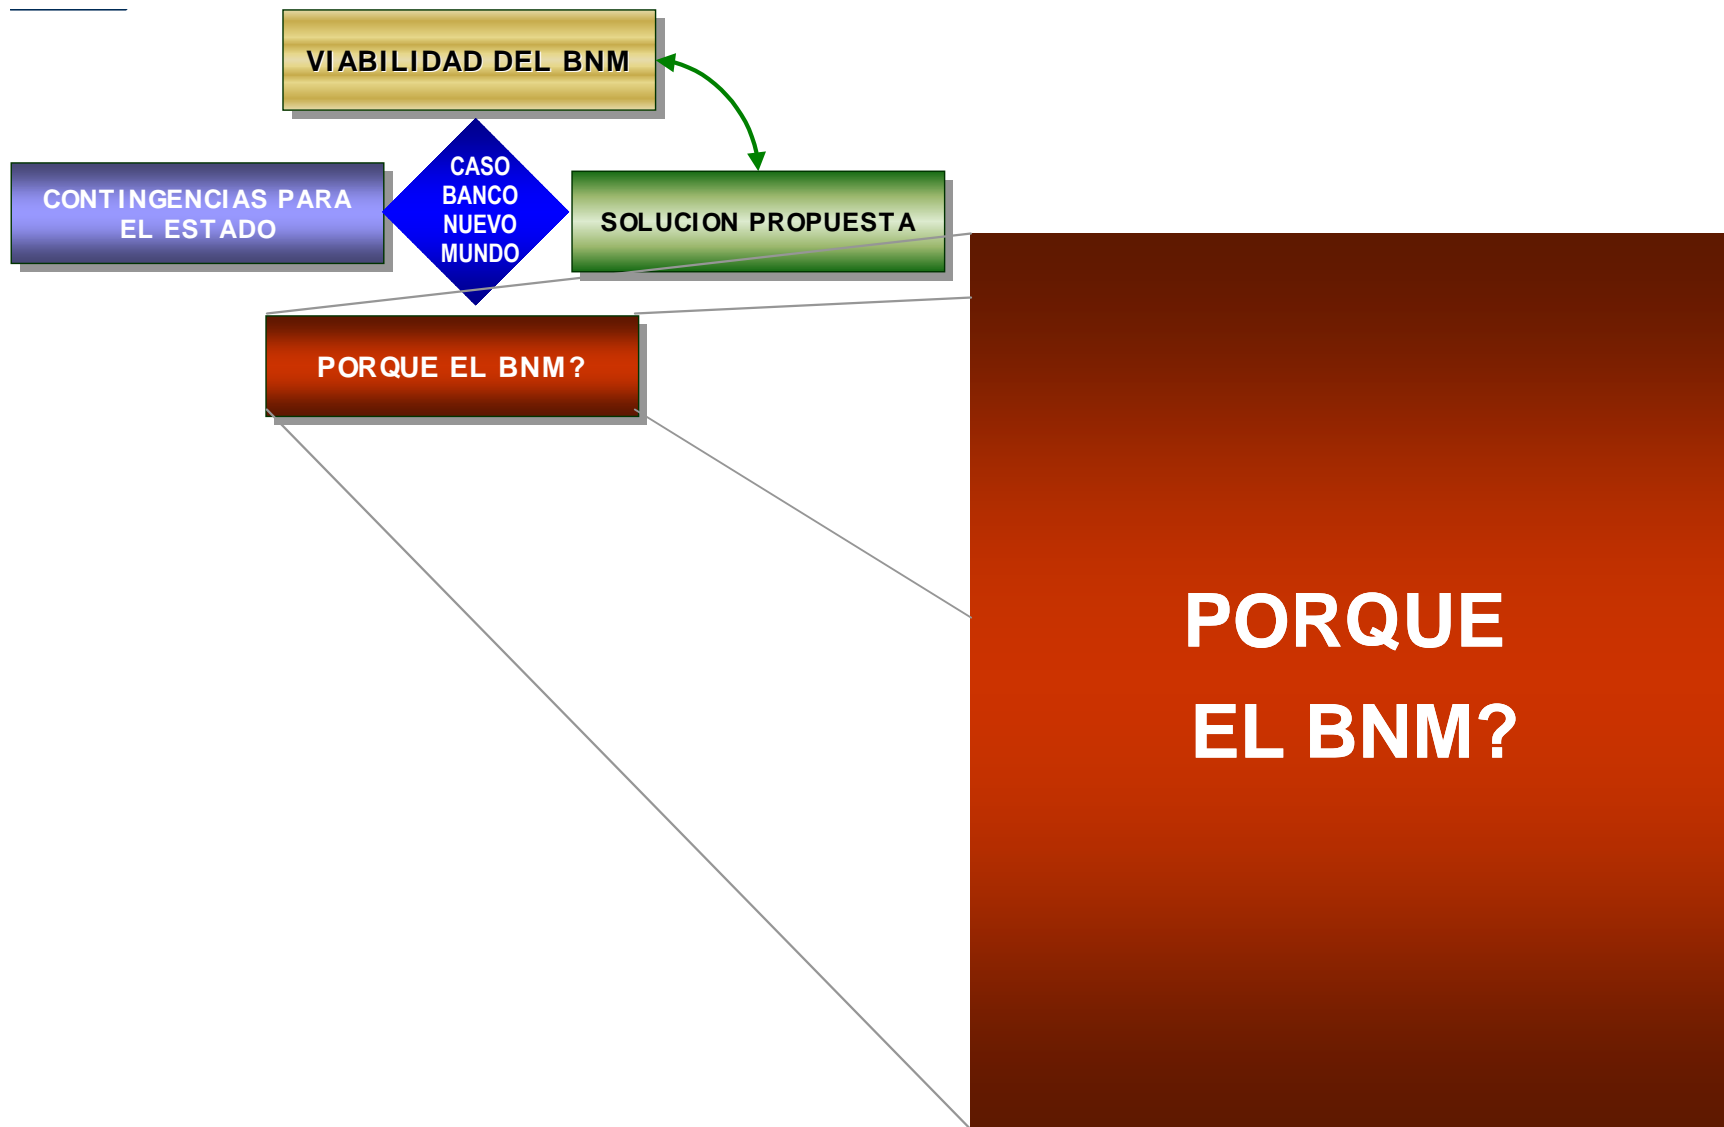 VIABILIDAD DEL BNM
CASO
BANCO
NUEVO
MUNDO
CONTINGENCIAS PARA
EL ESTADO
SOLUCION PROPUESTA
PORQUE EL BNM?
PORQUE
EL BNM?